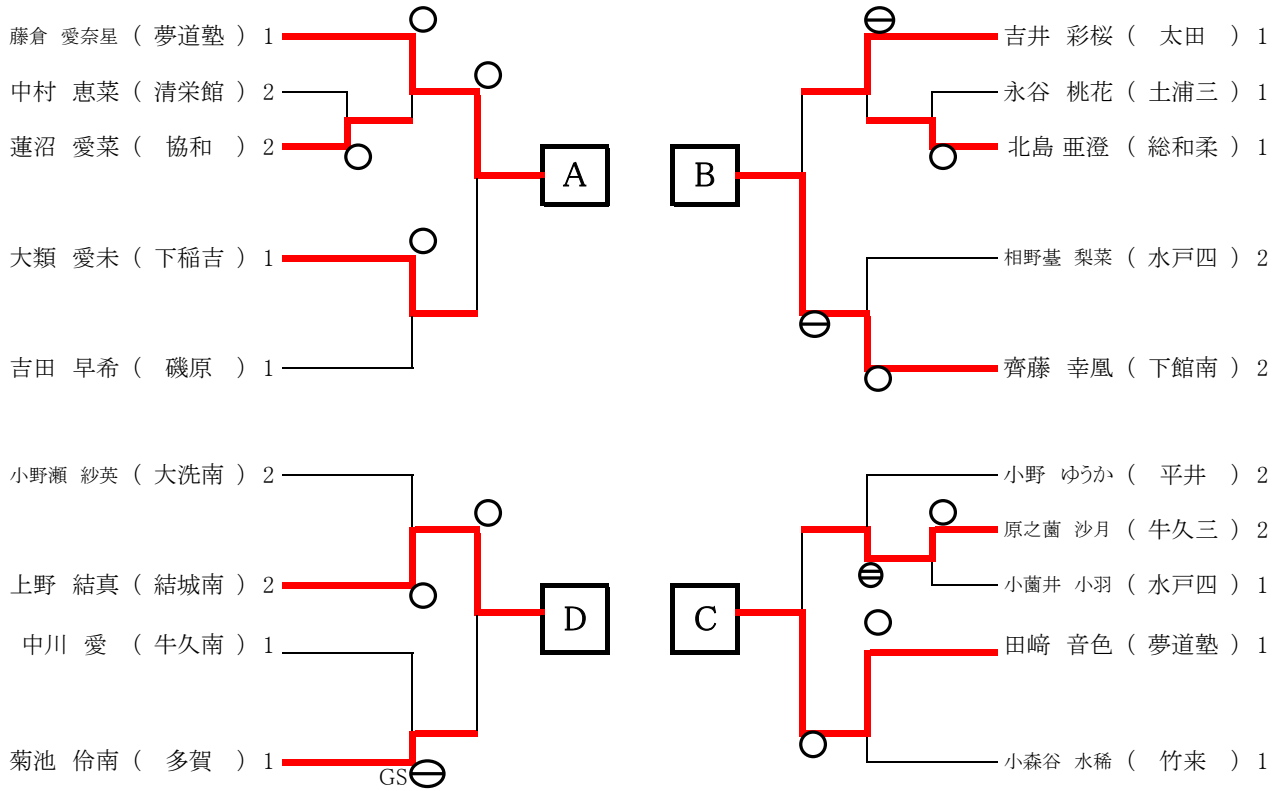 藤倉 愛奈星 ( 夢道塾 ) 1
中村 恵菜 ( 清栄館 ) 2
蓮沼 愛菜 ( 協和 ) 2
大類 愛未 ( 下稲吉 ) 1
吉田 早希 ( 磯原 ) 1
A
B
吉井 彩桜 ( 太田 ) 1
永谷 桃花 ( 土浦三 ) 1
北島 亜澄 ( 総和柔 ) 1
相野䑓 梨菜 ( 水戸四 ) 2
齊藤 幸凰 ( 下館南 ) 2
小野瀬 紗英 ( 大洗南 ) 2
上野 結真 ( 結城南 ) 2
中川 愛 ( 牛久南 ) 1
菊池 伶南 ( 多賀 ) 1
GS
D
C
小野 ゆうか ( 平井 ) 2
原之薗 沙月 ( 牛久三 ) 2
小薗井 小羽 ( 水戸四 ) 1
田﨑 音色 ( 夢道塾 ) 1
小森谷 水稀 ( 竹来 ) 1